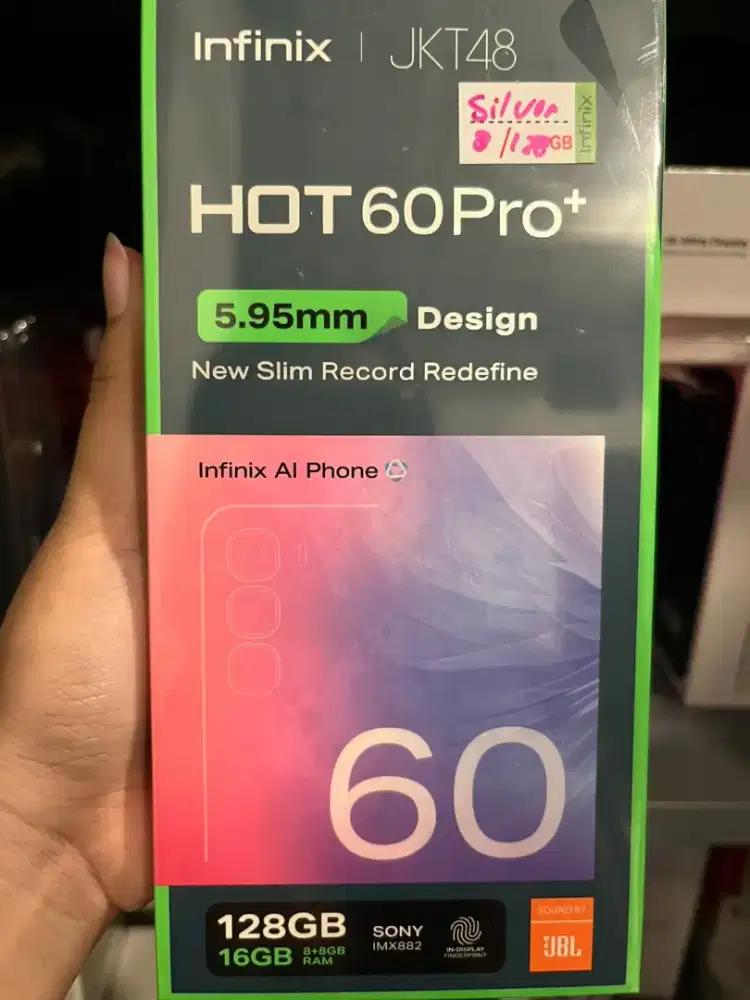 Infinix | JKT48
Silver
8/128GB
Infinix
HOT 60 Pro+
5.95mm Design
New Slim Record Redefine
Infinix AI Phone
60
128GB
16GB 8+8GB RAM
SONY
IMX882
IN-DISPLAY
FINGERPRINT
SOUND BY
JBL